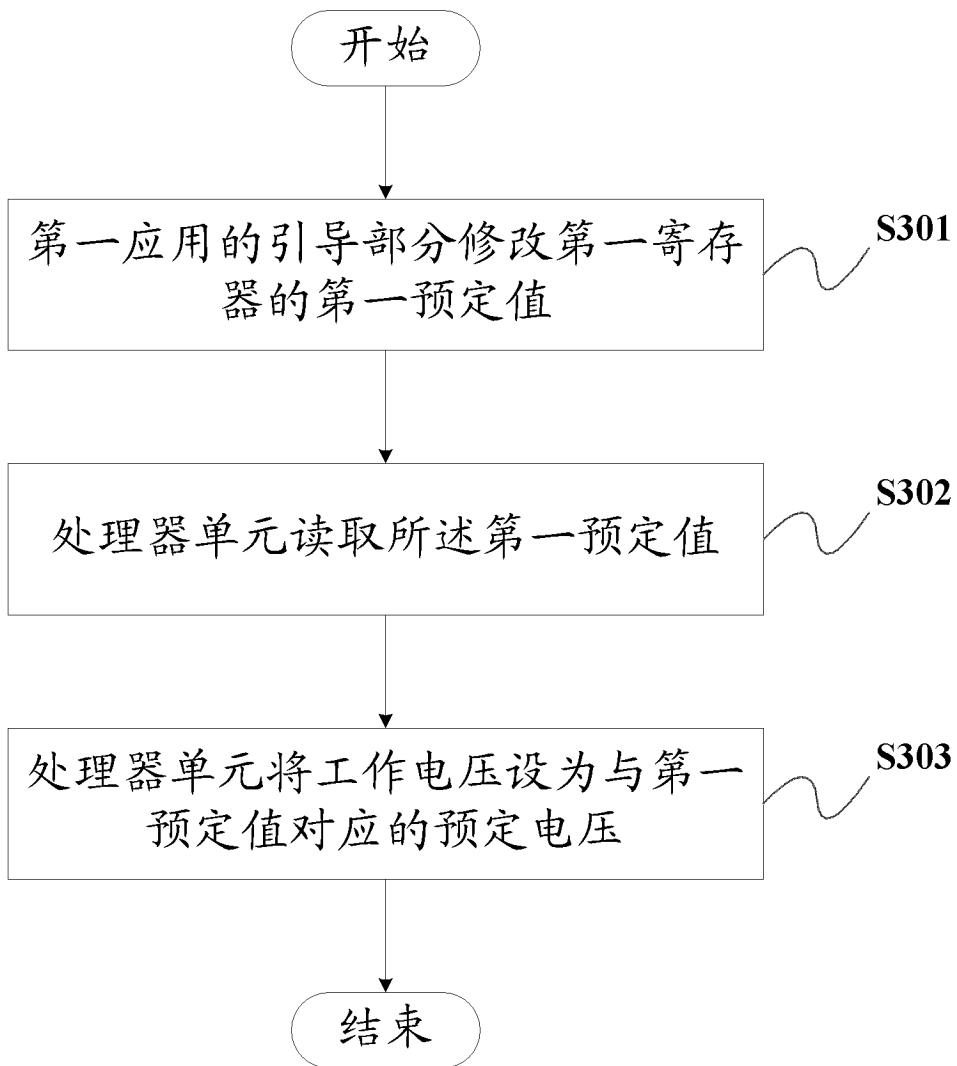 开始
第一应用的引导部分修改第一寄存
器的第一预定值
S301
处理器单元读取所述第一预定值
S302
处理器单元将工作电压设为与第一
预定值对应的预定电压
S303
结束